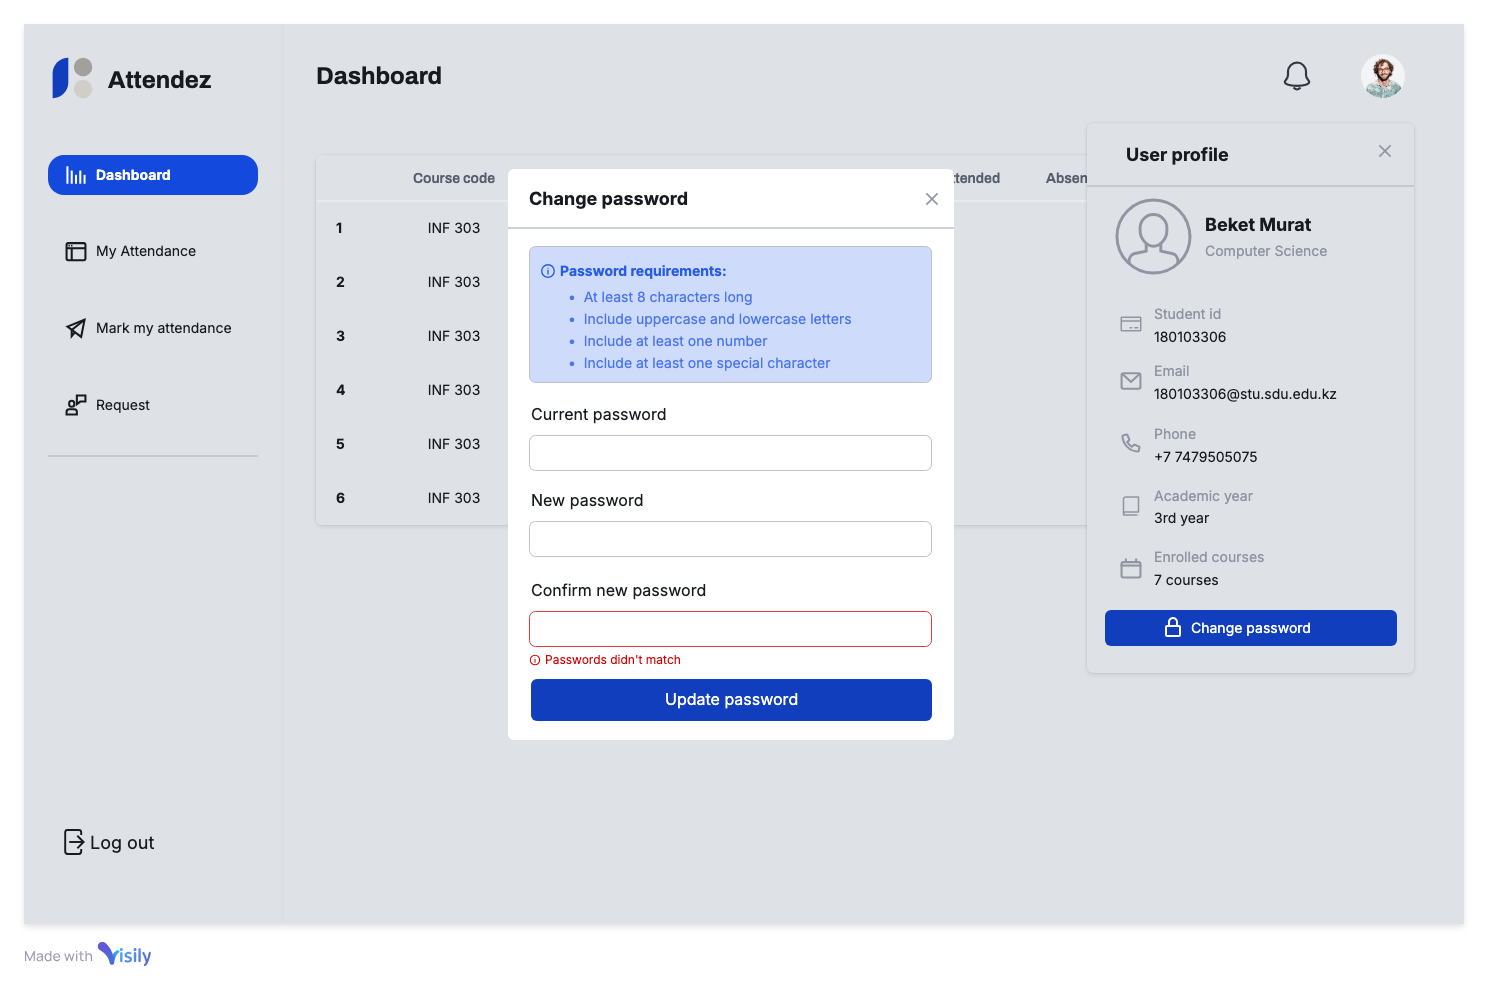 Attendez
Dashboard
Dashboard
My Attendance
Mark my attendance
Request
Log out
Course code
1 INF 303
2 INF 303
3 INF 303
4 INF 303
5 INF 303
6 INF 303
Change password
Password requirements:
• At least 8 characters long
• Include uppercase and lowercase letters
• Include at least one number
• Include at least one special character
Current password
New password
Confirm new password
Passwords didn't match
Update password
User profile
Beket Murat
Computer Science
Student id
180103306
Email
180103306@stu.sdu.edu.kz
Phone
+7 7479505075
Academic year
3rd year
Enrolled courses
7 courses
Change password
Made with Visily